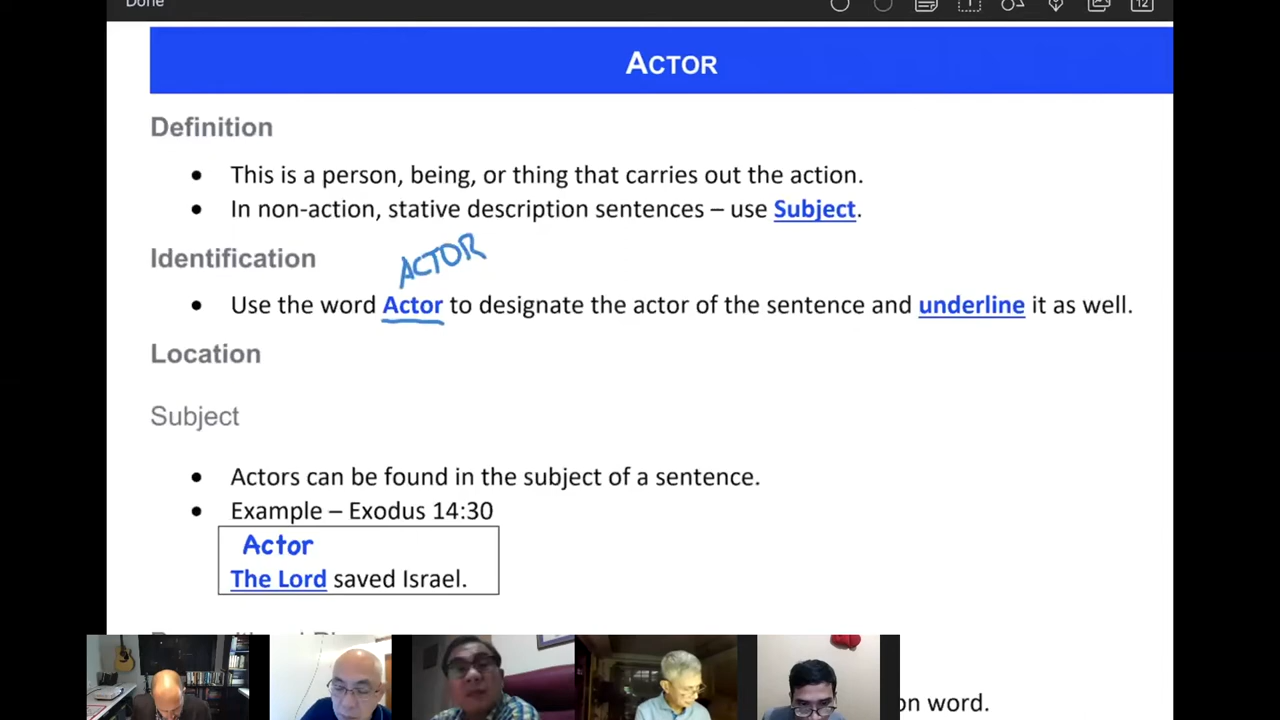 Done
ACTOR
Definition
• This is a person, being, or thing that carries out the action.
• In non-action, stative description sentences – use Subject.
Identification
ACTOR
• Use the word Actor to designate the actor of the sentence and underline it as well.
Location
Subject
• Actors can be found in the subject of a sentence.
• Example – Exodus 14:30
Actor
The Lord saved Israel.
on word.